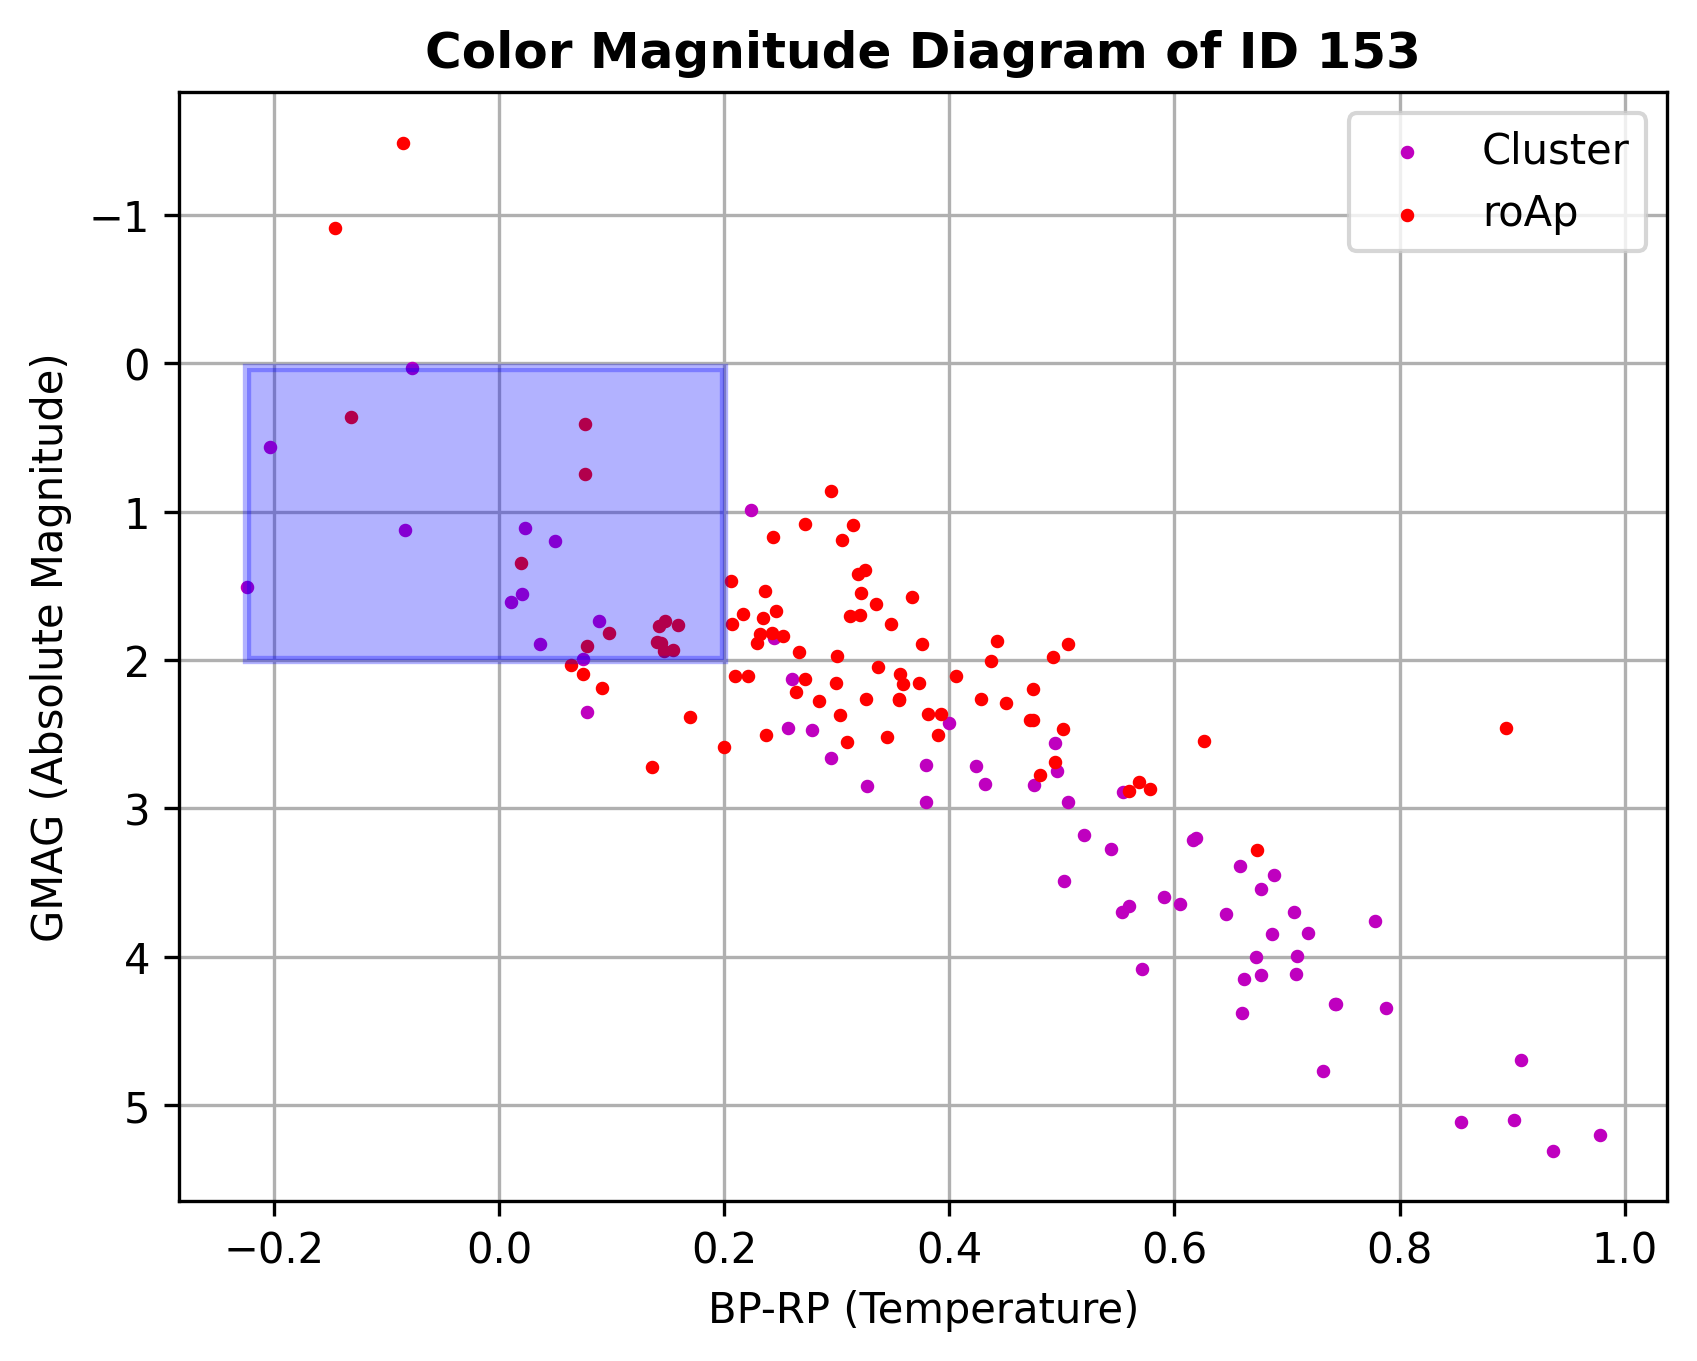 Color Magnitude Diagram of ID 153
Cluster
roAp
GMAG (Absolute Magnitude)
−1
0
1
2
3
4
5
−0.2 0.0 0.2 0.4 0.6 0.8 1.0
BP-RP (Temperature)